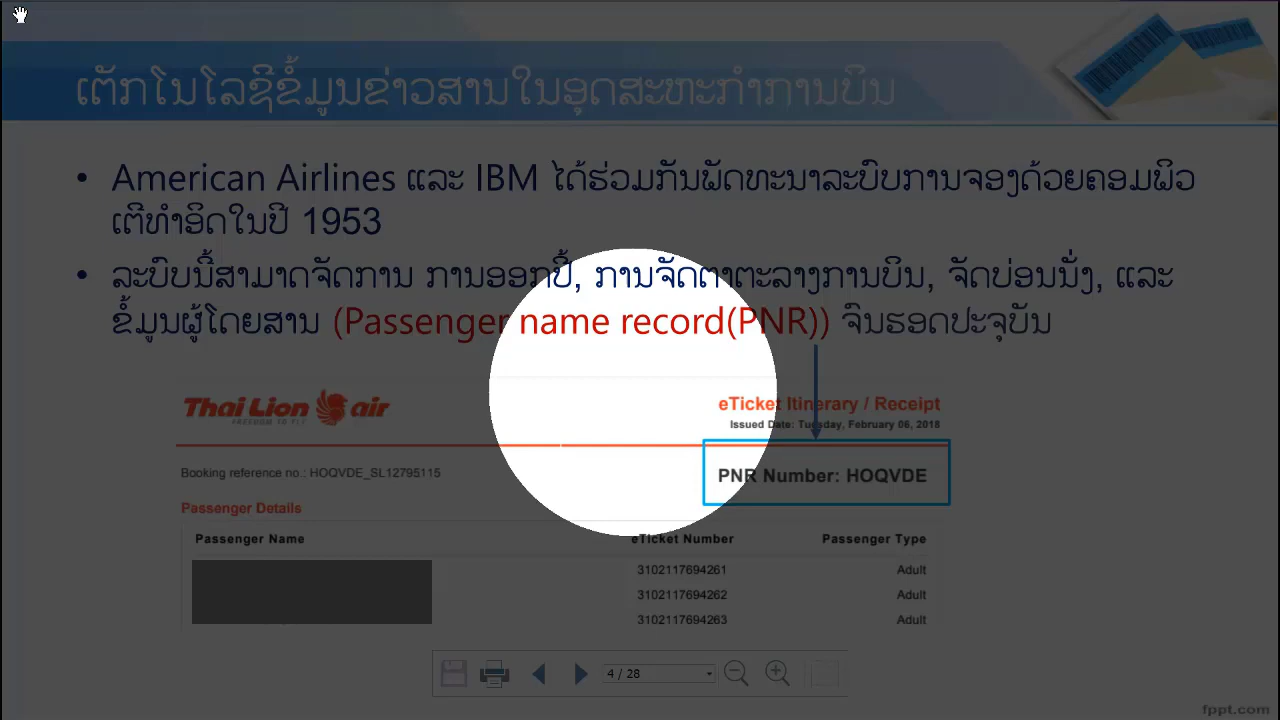 ເຕັກໂນໂລຊີຂໍ້ມູນຂ່າວສານໃນອຸດສະຫະກຳການບິນ
• American Airlines ແລະ IBM ໄດ້ຮ່ວມກັນພັດທະນາລະບົບການຈອງດ້ວຍຄອມພິວ
ເຕີທຳອິດໃນປີ 1953
• ລະບົບນີ້ສາມາດຈັດການ ການອອກປີ້, ການຈັດຕາຕະລາງການບິນ, ຈັດບ່ອນນັ່ງ, ແລະ
ຂໍ້ມູນຜູ້ໂດຍສານ (Passenger name record(PNR)) ຈົນຮອດປະຈຸບັນ
Thai Lion air
FREEDOM TO FLY
eTicket Itinerary / Receipt
Issued Date: Tuesday, February 06, 2018
Booking reference no.: HOQVDE_SL12795115
PNR Number: HOQVDE
Passenger Details
Passenger Name eTicket Number Passenger Type
3102117694261 Adult
3102117694262 Adult
3102117694263 Adult
4 / 28
fppt.com